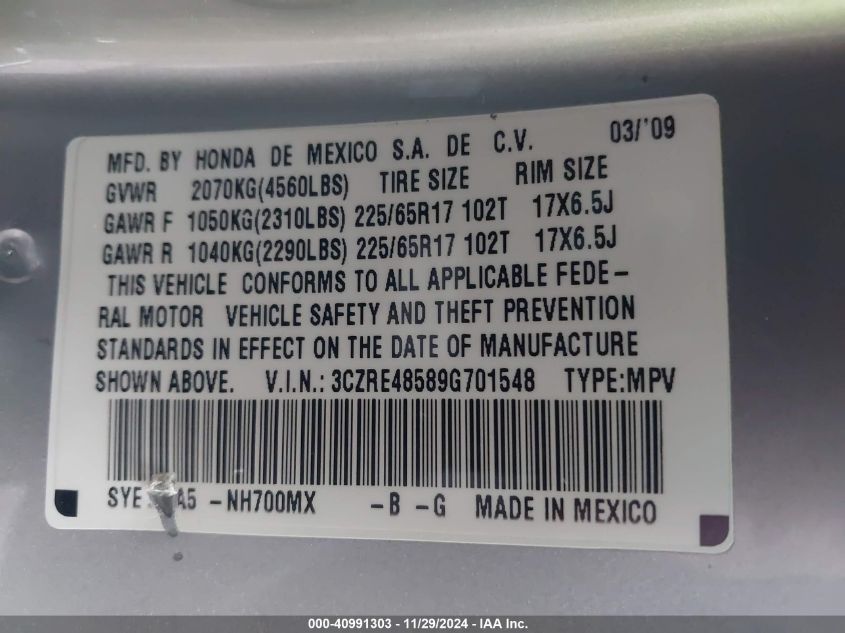 MFD. BY HONDA DE MEXICO S.A. DE C.V. 03/'09
GVWR 2070KG(4560LBS) TIRE SIZE RIM SIZE
GAWR F 1050KG(2310LBS) 225/65R17 102T 17X6.5J
GAWR R 1040KG(2290LBS) 225/65R17 102T 17X6.5J
THIS VEHICLE CONFORMS TO ALL APPLICABLE FEDE-
RAL MOTOR VEHICLE SAFETY AND THEFT PREVENTION
STANDARDS IN EFFECT ON THE DATE OF MANUFACTURE
SHOWN ABOVE. V.I.N.: 3CZRE48589G701548 TYPE:MPV
SYE A5 -NH700MX -B -G MADE IN MEXICO
000-40991303 - 11/29/2024 - IAA Inc.